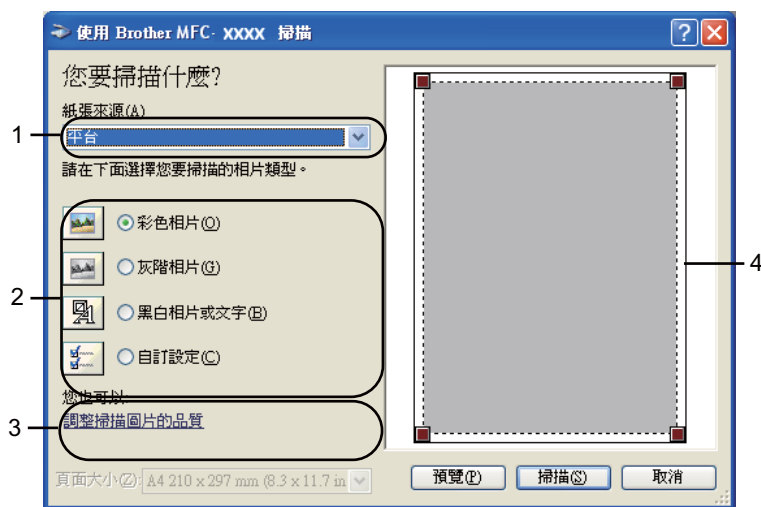 使用 Brother MFC- XXXX 掃描
您要掃描什麼?
紙張來源(A)
1
平台
請在下面選擇您要掃描的相片類型。
彩色相片(O)
灰階相片(G)
2
黑白相片或文字(B)
自訂設定(C)
您也可以:
3
調整掃描圖片的品質
頁面大小(Z): A4 210 x 297 mm (8.3 x 11.7 in
4
預覽(P)
掃描(S)
取消